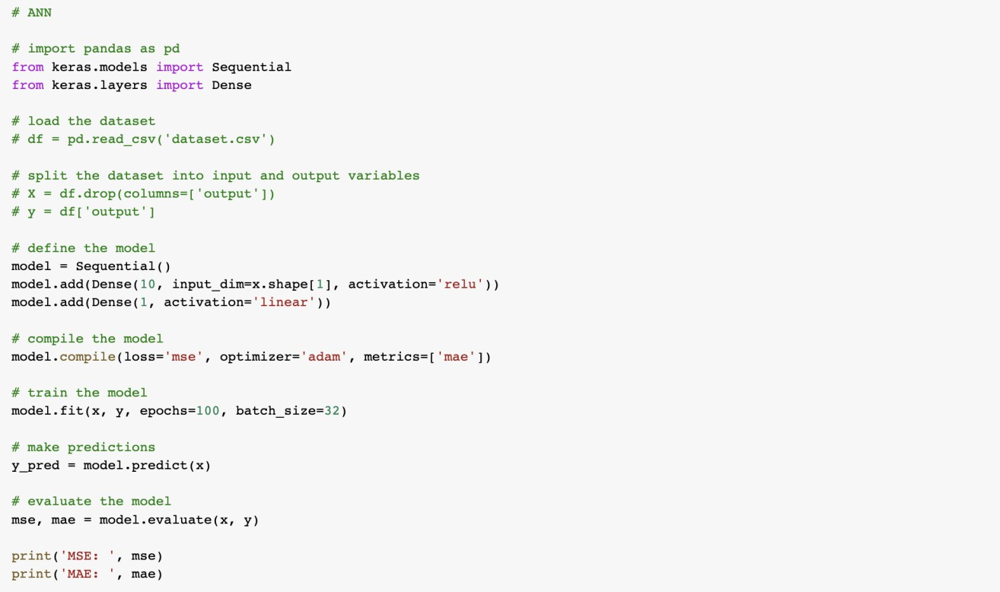 # ANN
# import pandas as pd
from keras.models import Sequential
from keras.layers import Dense
# load the dataset
# df = pd.read_csv('dataset.csv')
# split the dataset into input and output variables
# X = df.drop(columns=['output'])
# y = df['output']
# define the model
model = Sequential()
model.add(Dense(10, input_dim=x.shape[1], activation='relu'))
model.add(Dense(1, activation='linear'))
# compile the model
model.compile(loss='mse', optimizer='adam', metrics=['mae'])
# train the model
model.fit(x, y, epochs=100, batch_size=32)
# make predictions
y_pred = model.predict(x)
# evaluate the model
mse, mae = model.evaluate(x, y)
print('MSE: ', mse)
print('MAE: ', mae)